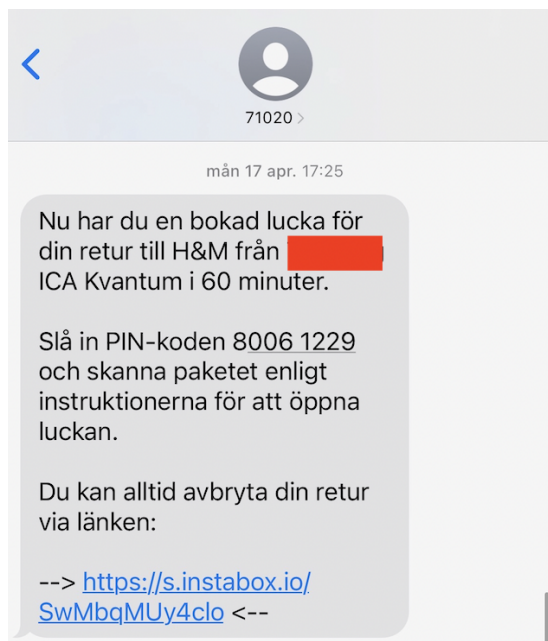 71020
mån 17 apr. 17:25
Nu har du en bokad lucka för
din retur till H&M från
ICA Kvantum i 60 minuter.
Slå in PIN-koden 8006 1229
och skanna paketet enligt
instruktionerna för att öppna
luckan.
Du kan alltid avbryta din retur
via länken:
--> https://s.instabox.io/
SwMbqMUy4clo <--